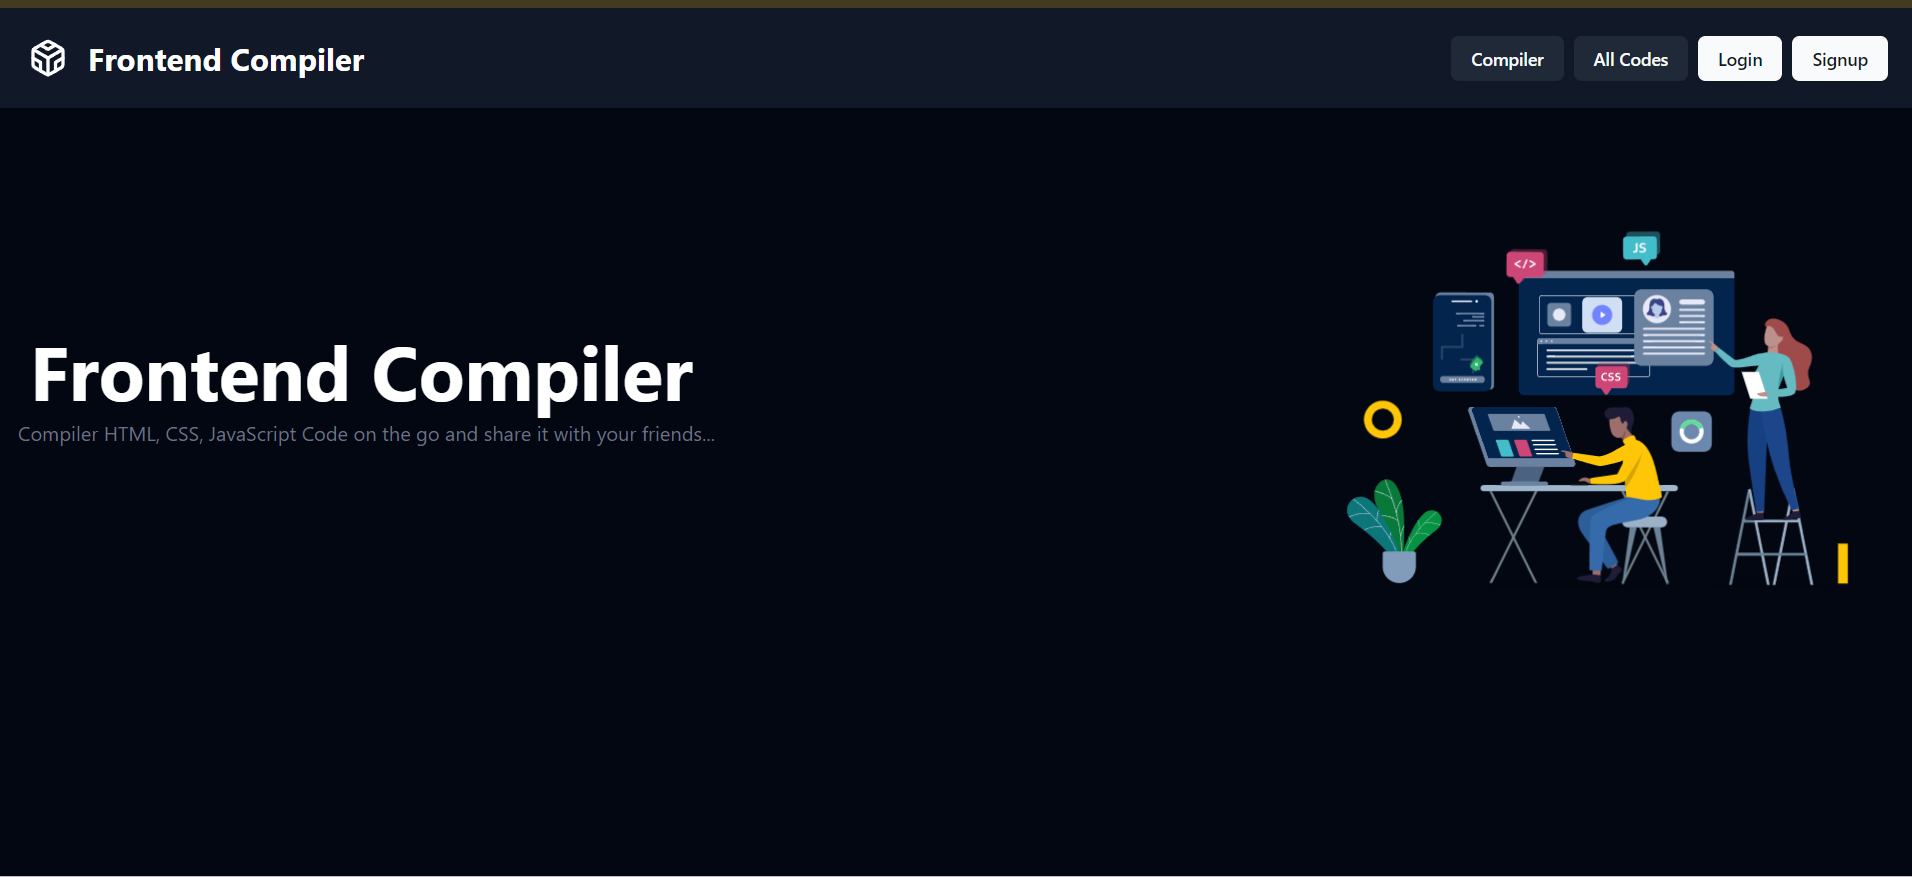 Frontend Compiler
Compiler
All Codes
Login
Signup
JS
</>
Frontend Compiler
CSS
Compiler HTML, CSS, JavaScript Code on the go and share it with your friends...